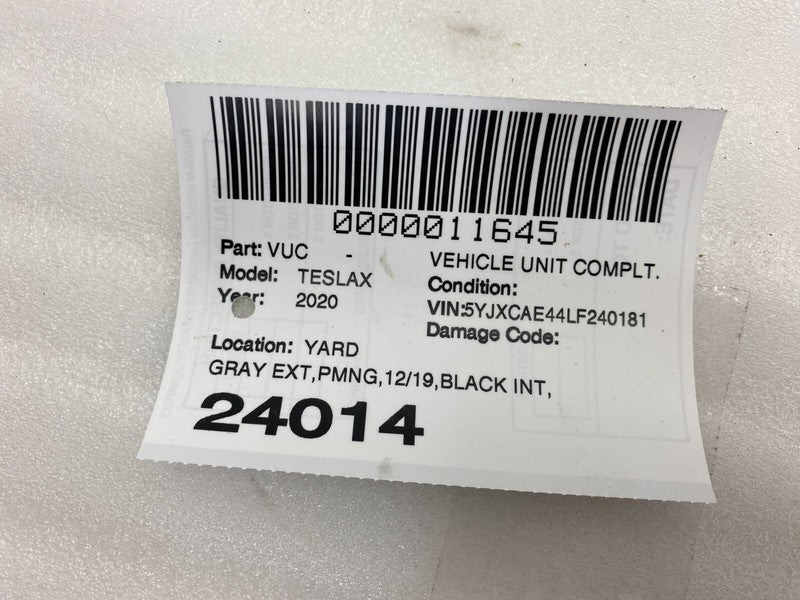 0000011645
Part: VUC - VEHICLE UNIT COMPLT.
Model: TESLAX Condition:
Year: 2020 VIN:5YJXCAE44LF240181
Damage Code:
Location: YARD
GRAY EXT,PMNG,12/19,BLACK INT,
24014